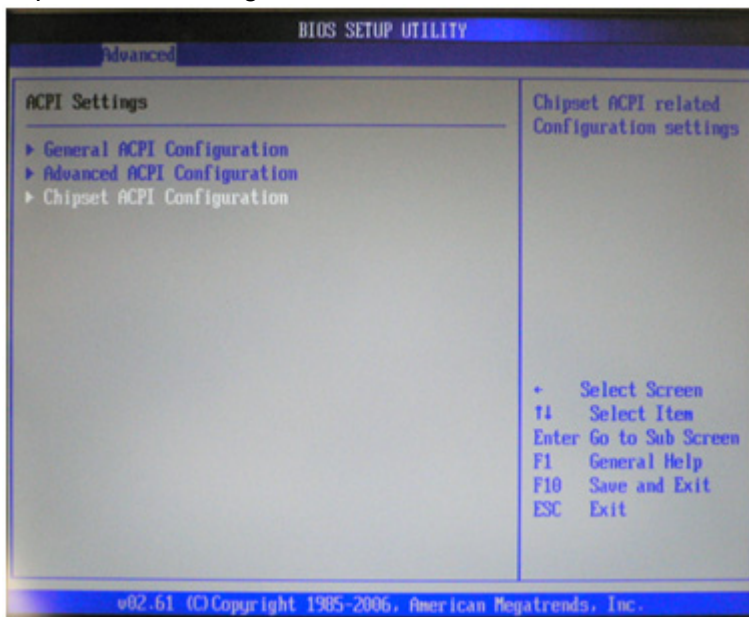 BIOS SETUP UTILITY
Advanced
ACPI Settings
▶ General ACPI Configuration
▶ Advanced ACPI Configuration
▶ Chipset ACPI Configuration
Chipset ACPI related
Configuration settings
← Select Screen
↑↓ Select Item
Enter Go to Sub Screen
F1 General Help
F10 Save and Exit
ESC Exit
v02.61 (C)Copyright 1985-2006, American Megatrends, Inc.